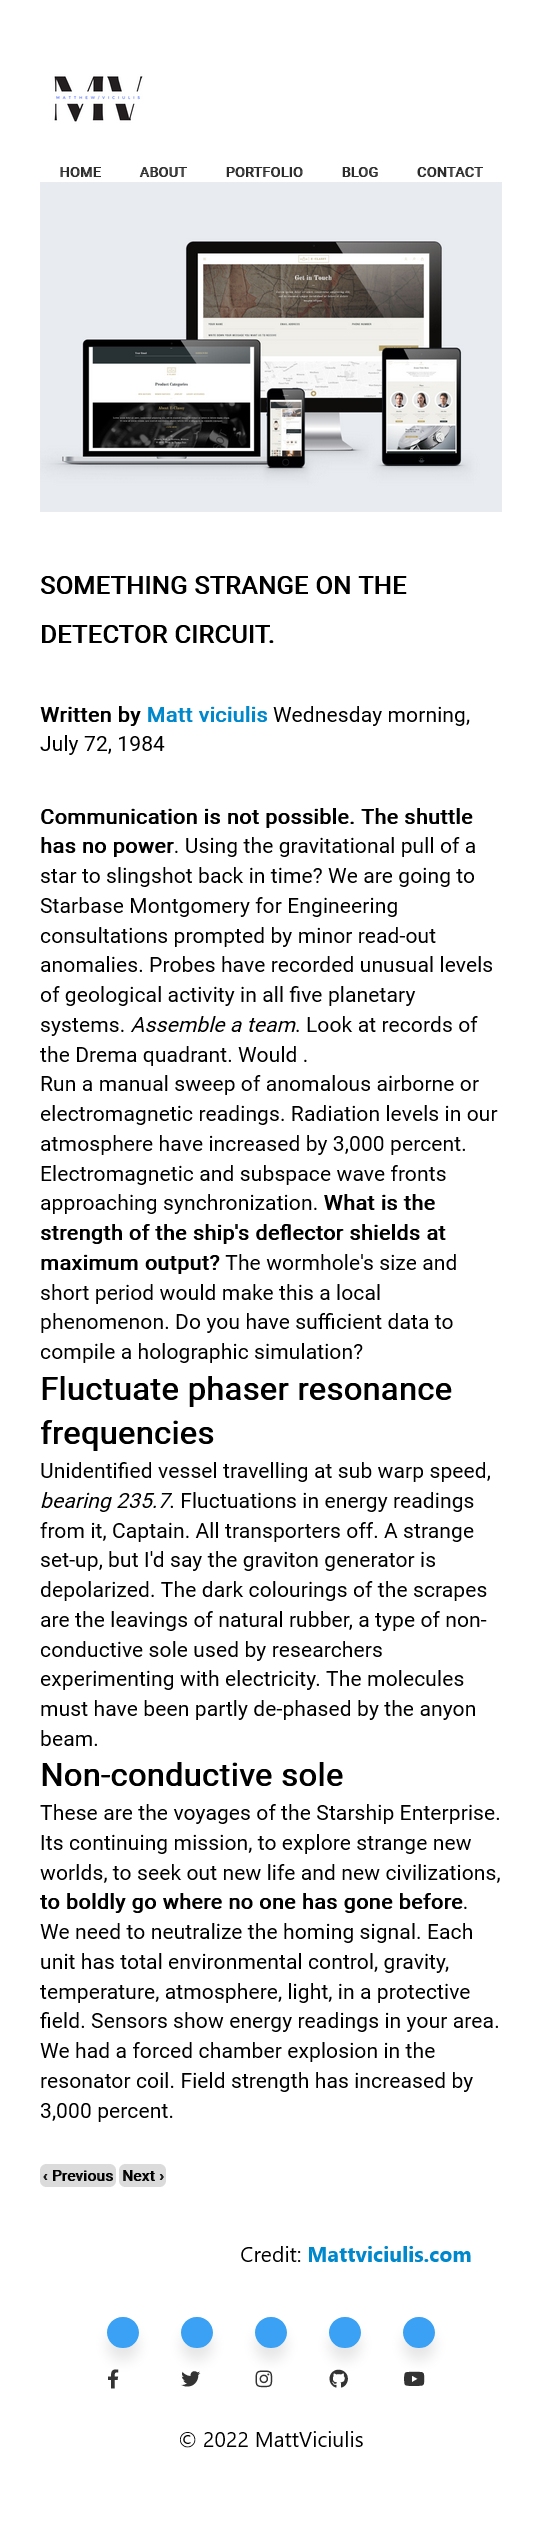 MV
MATTHEW/VICIULIS
HOME ABOUT PORTFOLIO BLOG CONTACT
Get in Touch
Product Categories
SOMETHING STRANGE ON THE
DETECTOR CIRCUIT.
Written by Matt viciulis Wednesday morning,
July 72, 1984
Communication is not possible. The shuttle
has no power. Using the gravitational pull of a
star to slingshot back in time? We are going to
Starbase Montgomery for Engineering
consultations prompted by minor read-out
anomalies. Probes have recorded unusual levels
of geological activity in all five planetary
systems. Assemble a team. Look at records of
the Drema quadrant. Would .
Run a manual sweep of anomalous airborne or
electromagnetic readings. Radiation levels in our
atmosphere have increased by 3,000 percent.
Electromagnetic and subspace wave fronts
approaching synchronization. What is the
strength of the ship's deflector shields at
maximum output? The wormhole's size and
short period would make this a local
phenomenon. Do you have sufficient data to
compile a holographic simulation?
Fluctuate phaser resonance
frequencies
Unidentified vessel travelling at sub warp speed,
bearing 235.7. Fluctuations in energy readings
from it, Captain. All transporters off. A strange
set-up, but I'd say the graviton generator is
depolarized. The dark colourings of the scrapes
are the leavings of natural rubber, a type of non-
conductive sole used by researchers
experimenting with electricity. The molecules
must have been partly de-phased by the anyon
beam.
Non-conductive sole
These are the voyages of the Starship Enterprise.
Its continuing mission, to explore strange new
worlds, to seek out new life and new civilizations,
to boldly go where no one has gone before.
We need to neutralize the homing signal. Each
unit has total environmental control, gravity,
temperature, atmosphere, light, in a protective
field. Sensors show energy readings in your area.
We had a forced chamber explosion in the
resonator coil. Field strength has increased by
3,000 percent.
‹ Previous Next ›
Credit: Mattviciulis.com
© 2022 MattViciulis